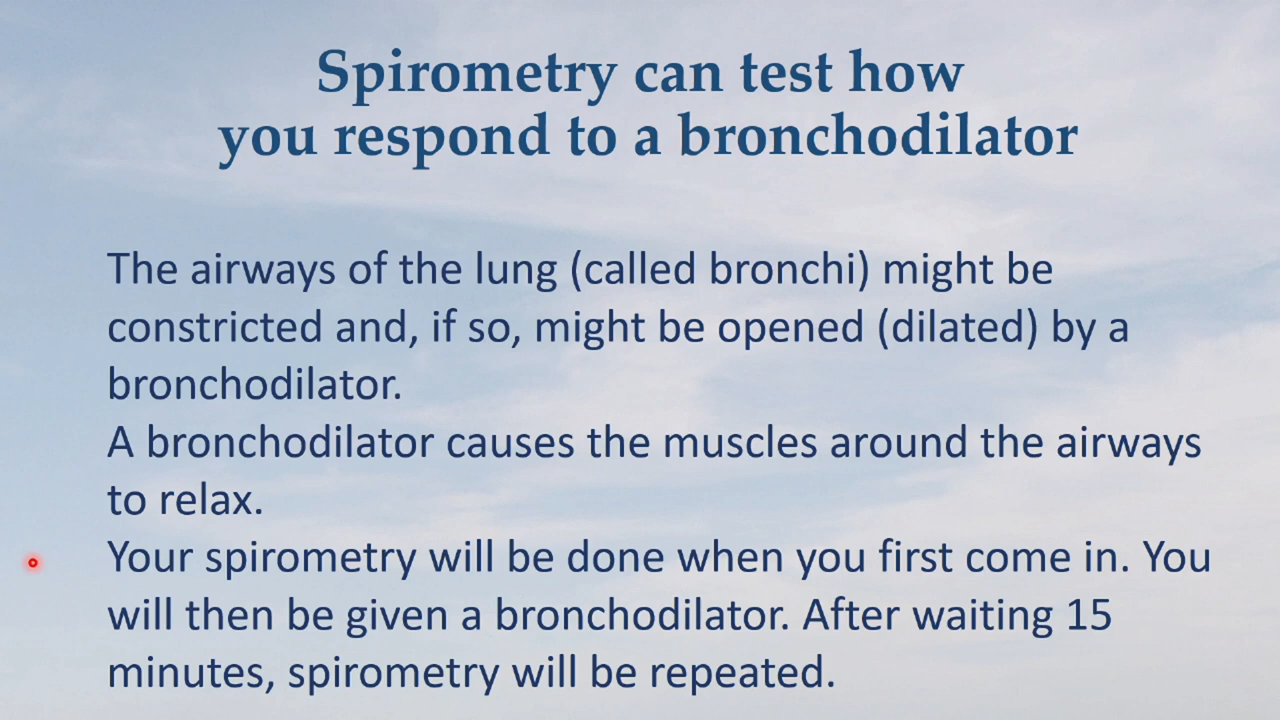 Spirometry can test how
you respond to a bronchodilator
The airways of the lung (called bronchi) might be
constricted and, if so, might be opened (dilated) by a
bronchodilator.
A bronchodilator causes the muscles around the airways
to relax.
Your spirometry will be done when you first come in. You
will then be given a bronchodilator. After waiting 15
minutes, spirometry will be repeated.